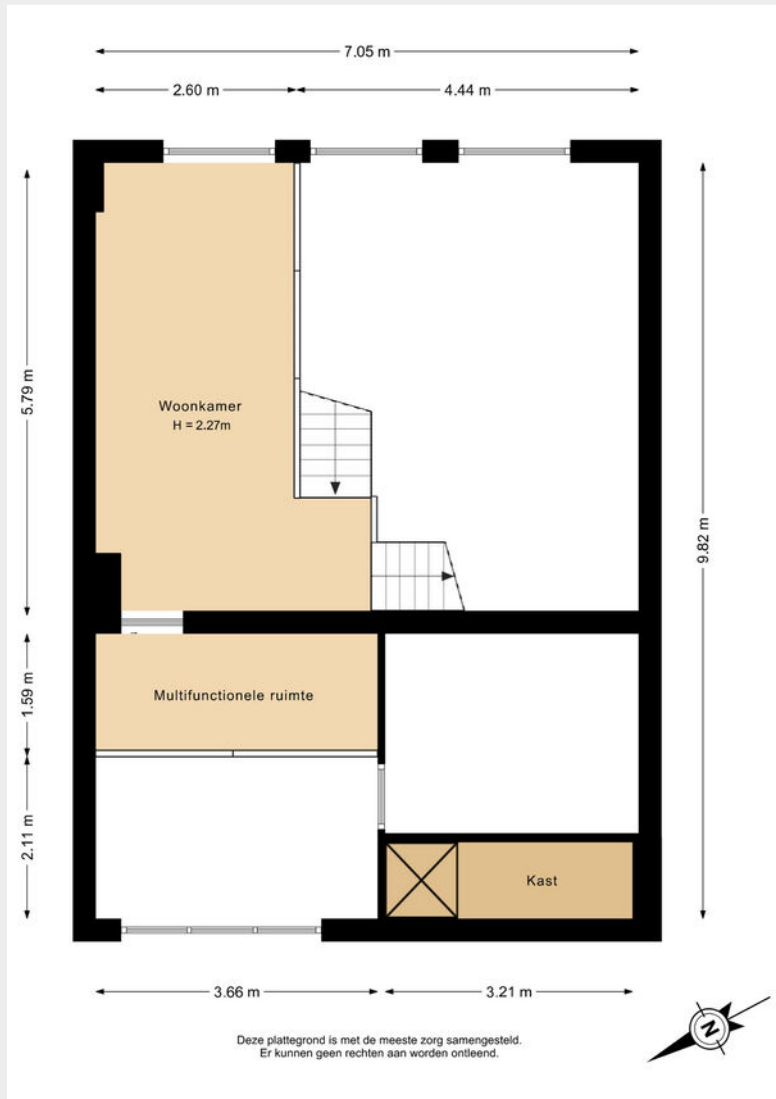 7.05 m
2.60 m
4.44 m
5.79 m
Woonkamer
H = 2.27m
9.82 m
1.59 m
Multifunctionele ruimte
2.11 m
Kast
3.66 m
3.21 m
N
Deze plattegrond is met de meeste zorg samengesteld.
Er kunnen geen rechten aan worden ontleend.